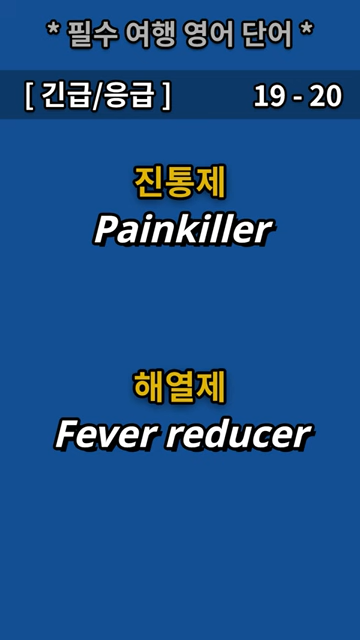 * 필수 여행 영어 단어 *
[ 긴급/응급 ] 19 - 20
진통제
Painkiller
해열제
Fever reducer